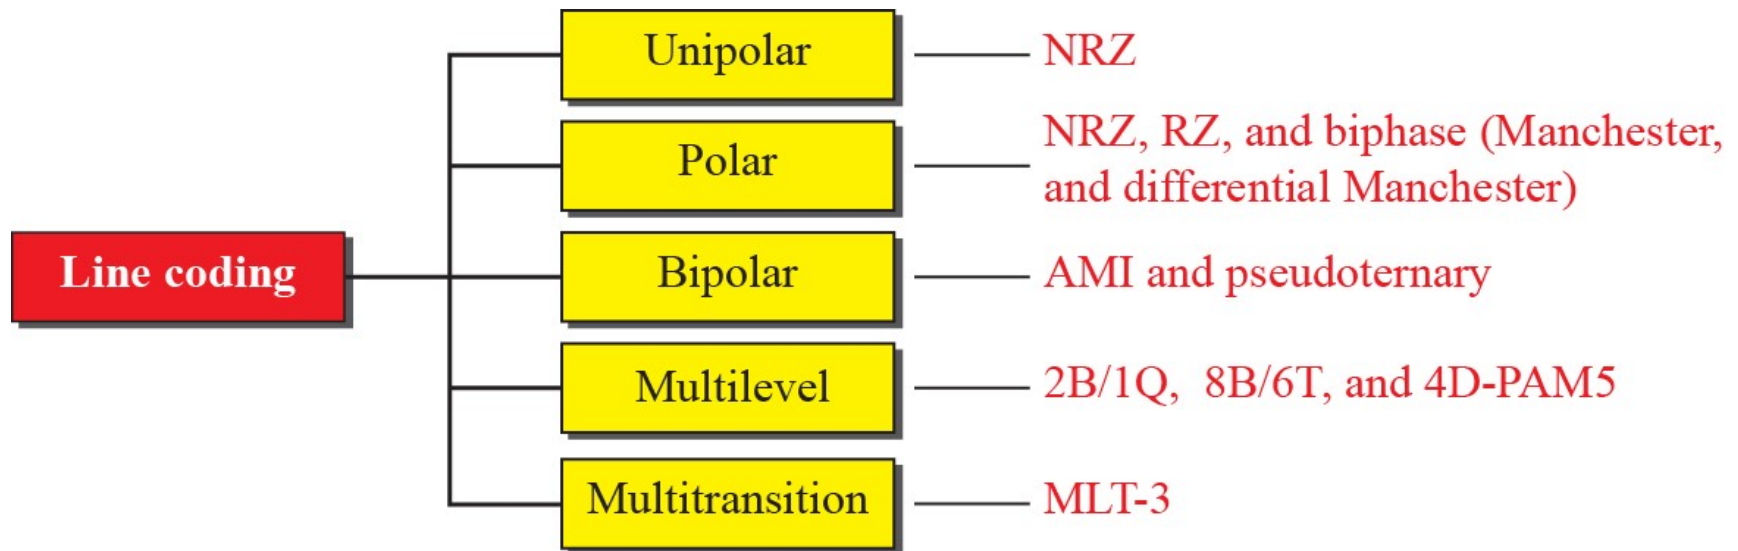 Unipolar
NRZ
NRZ, RZ, and biphase (Manchester,
Polar
and differential Manchester)
Line coding
Bipolar
AMI and pseudoternary
Multilevel
2B/1Q, 8B/6T, and 4D-PAM5
Multitransition
MLT-3